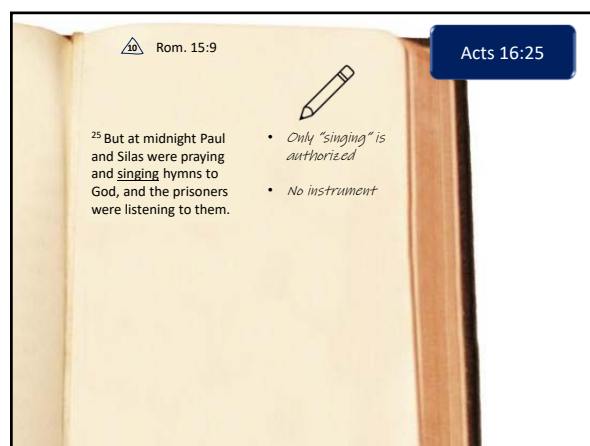 10 Rom. 15:9
Acts 16:25
25 But at midnight Paul
and Silas were praying
and singing hymns to
God, and the prisoners
were listening to them.
• Only "singing" is
authorized
• No instrument